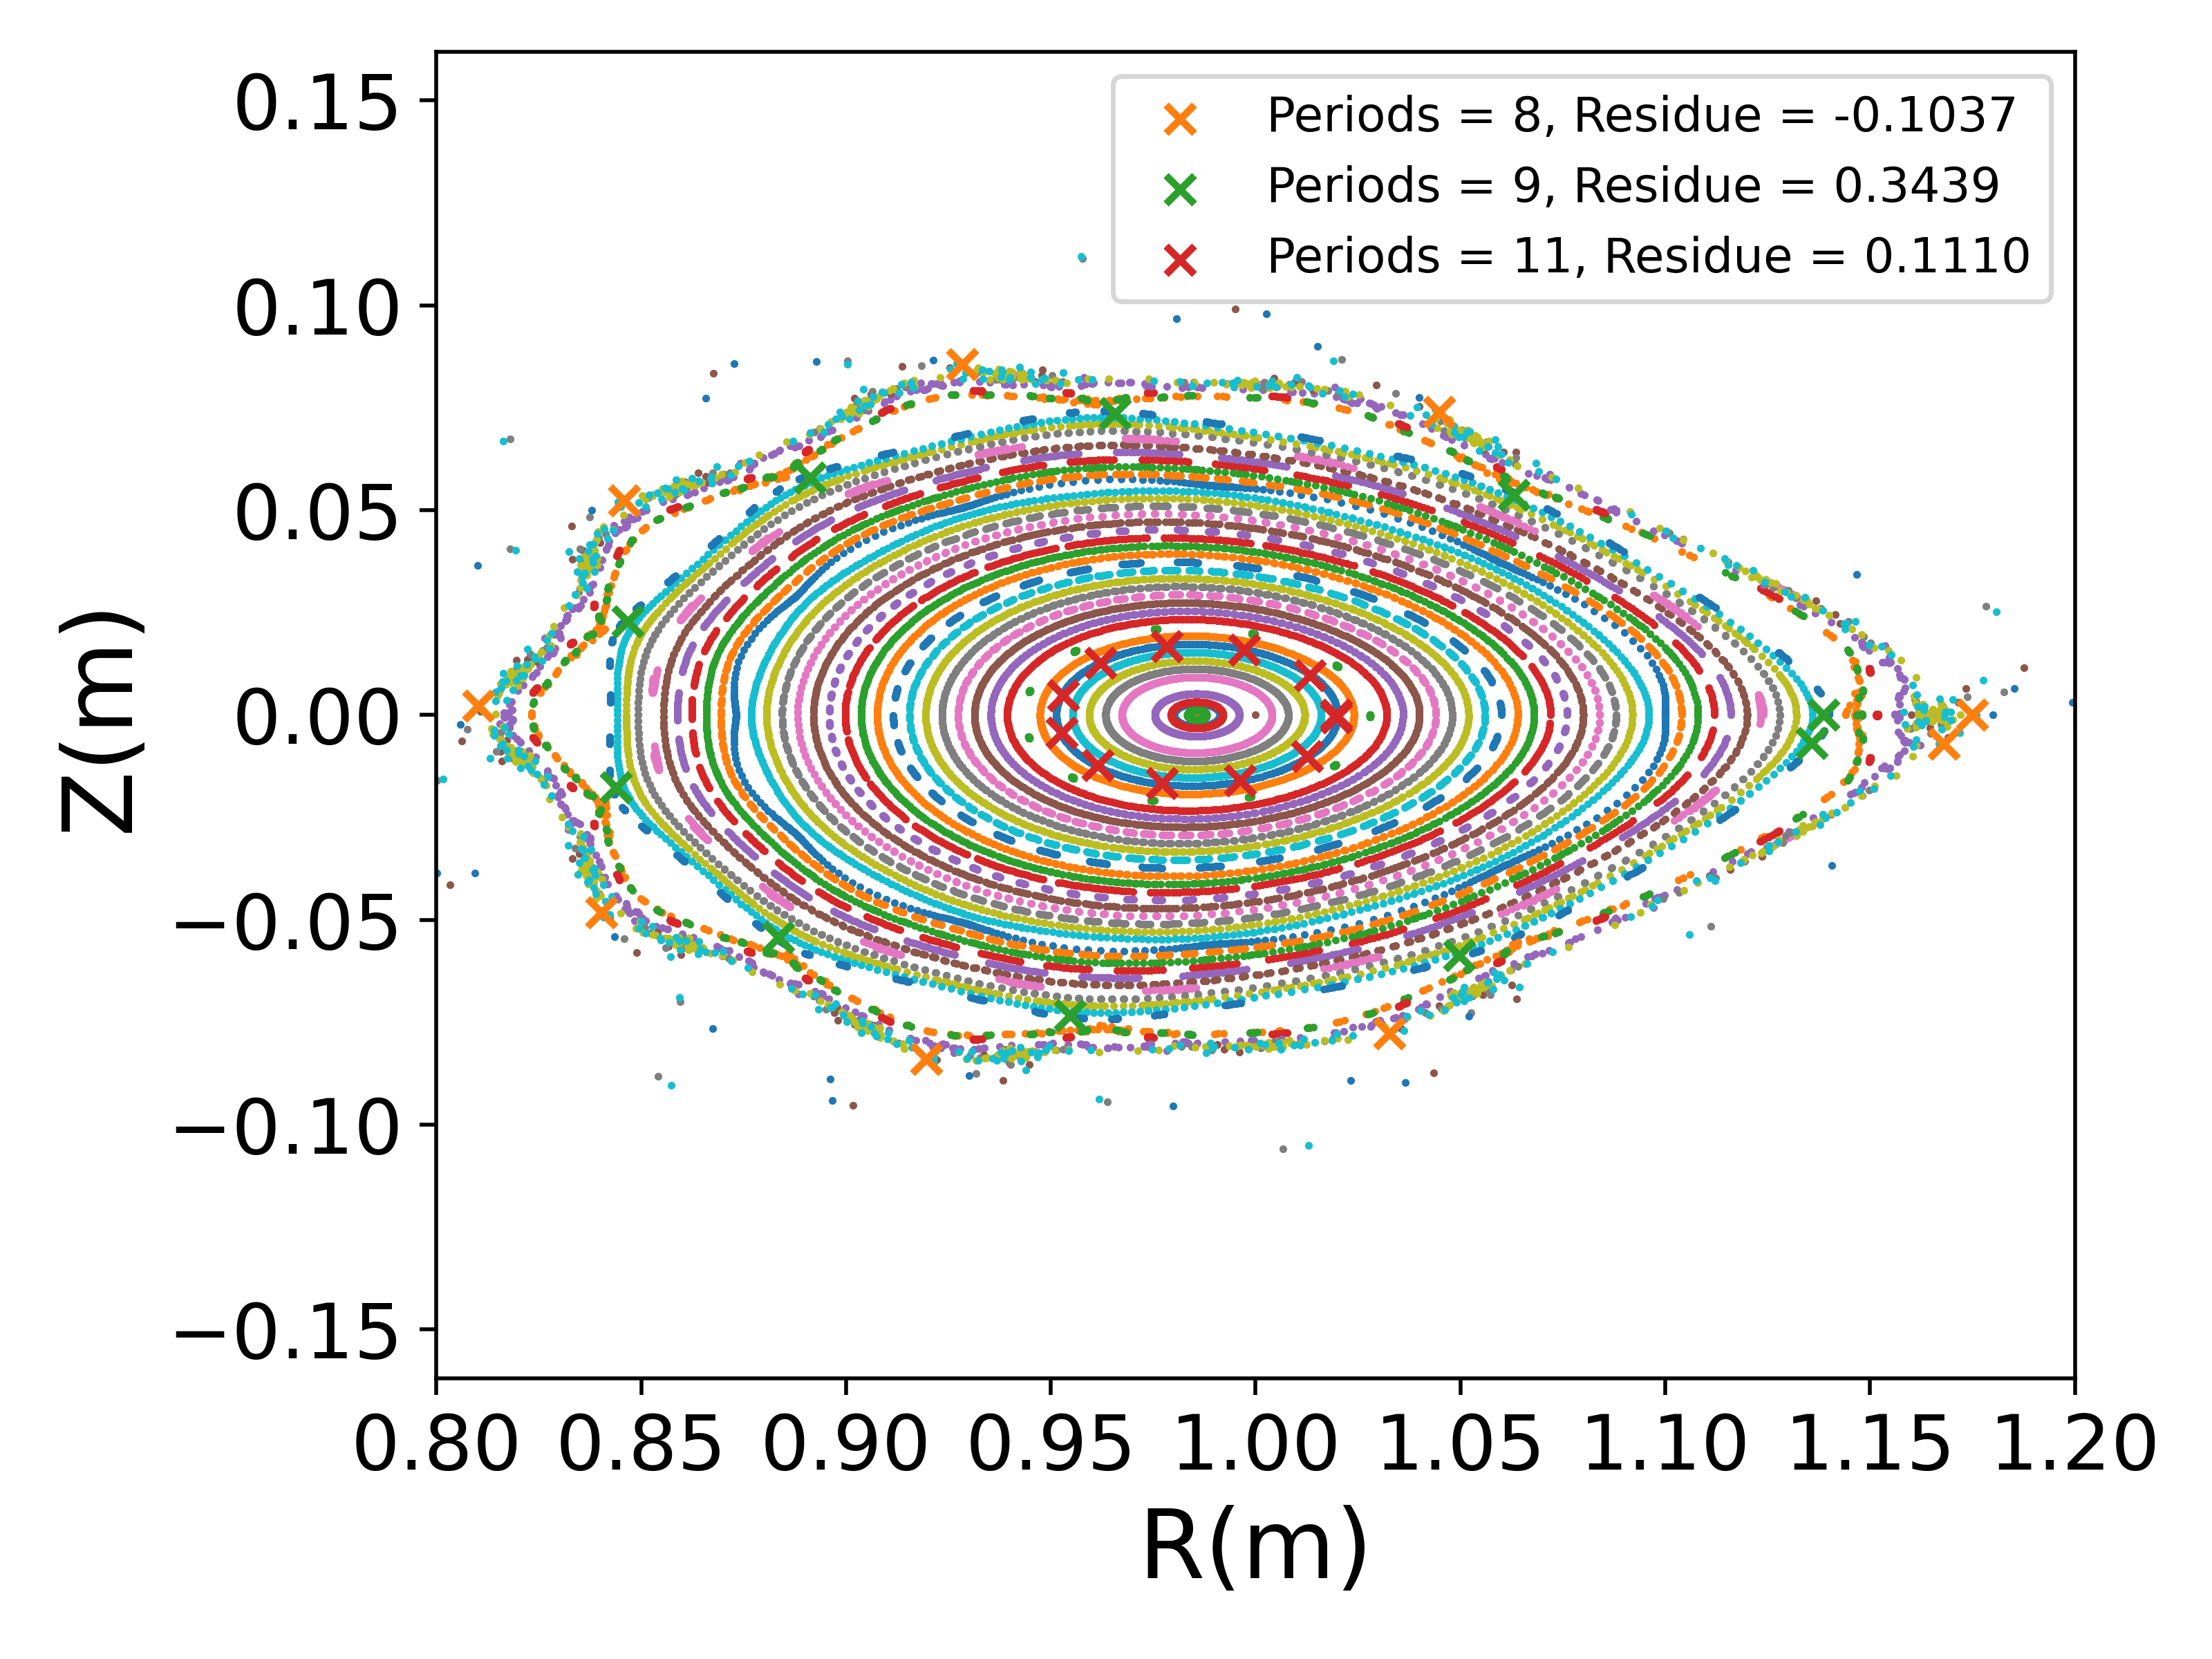 Periods = 8, Residue = -0.1037
Periods = 9, Residue = 0.3439
Periods = 11, Residue = 0.1110
0.15
0.10
0.05
0.00
−0.05
−0.10
−0.15
Z(m)
0.80 0.85 0.90 0.95 1.00 1.05 1.10 1.15 1.20
R(m)